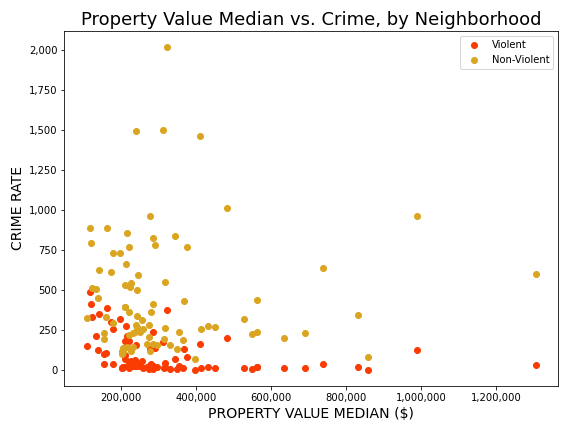 Property Value Median vs. Crime, by Neighborhood
Violent
Non-Violent
2,000
1,750
1,500
1,250
1,000
750
500
250
0
CRIME RATE
200,000 400,000 600,000 800,000 1,000,000 1,200,000
PROPERTY VALUE MEDIAN ($)